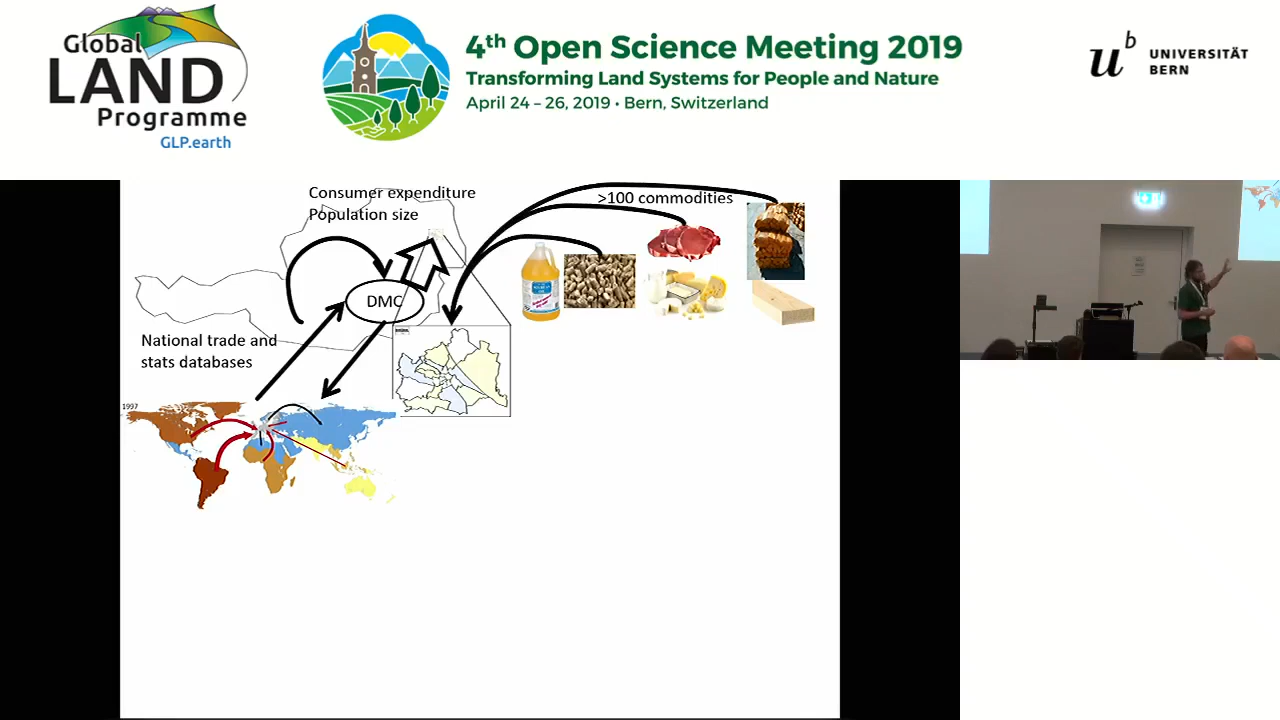 Global
LAND
Programme
GLP.earth
4th Open Science Meeting 2019
Transforming Land Systems for People and Nature
April 24 – 26, 2019 • Bern, Switzerland
ub
UNIVERSITÄT
BERN
Consumer expenditure
Population size
>100 commodities
DMC
National trade and
stats databases
1997